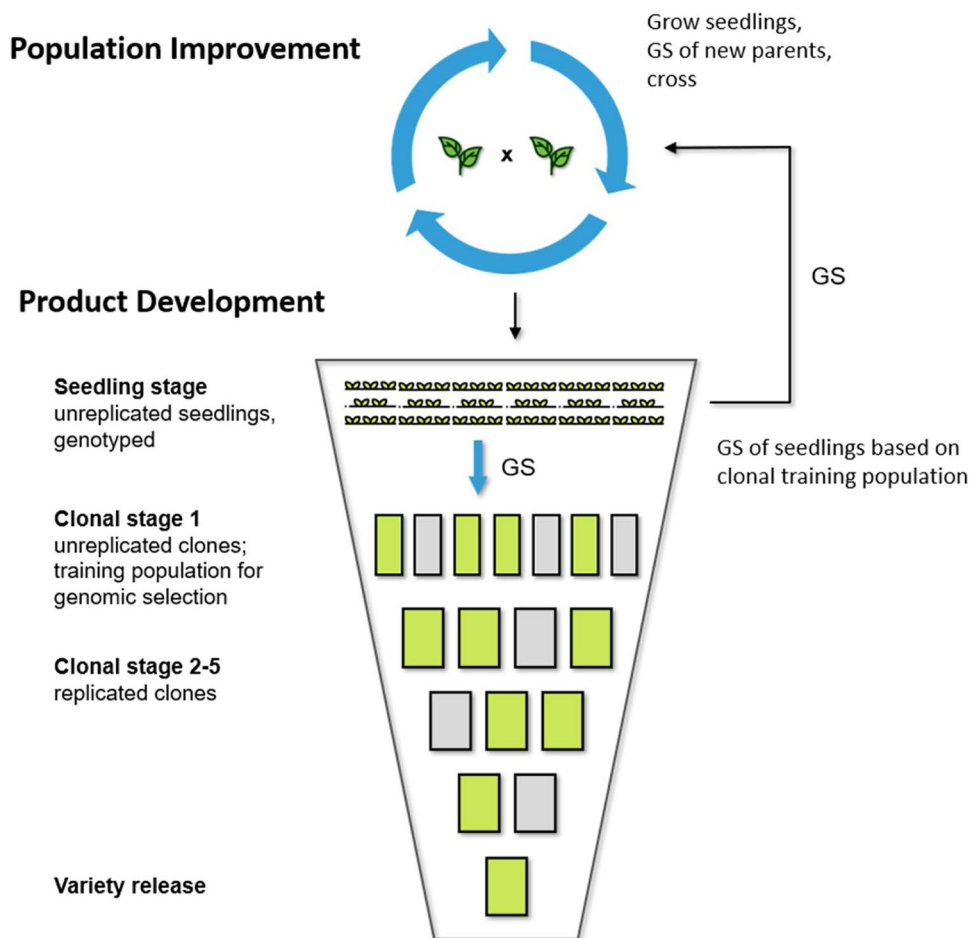 Population Improvement
Grow seedlings,
GS of new parents,
cross
x
GS
Product Development
Seedling stage
unreplicated seedlings,
genotyped
GS
GS of seedlings based on
clonal training population
Clonal stage 1
unreplicated clones;
training population for
genomic selection
Clonal stage 2-5
replicated clones
Variety release